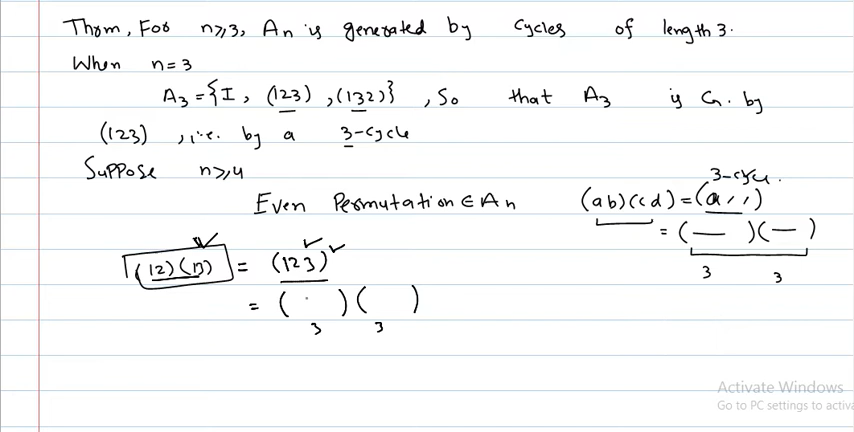 Thom, For n≥3, An is generated by cycles of length 3.
When n=3
A3 = {I, (123), (132)}, So that A3 is G. by
(123), i.e. by a 3-cycle
Suppose n≥4
Even Permutation ∈ An
3-cycle.
(ab)(cd) = (a,,)
= (—)(—)
3 3
(12)(13) = (123)
= ( )( )
3 3
Activate Windows
Go to PC settings to activa